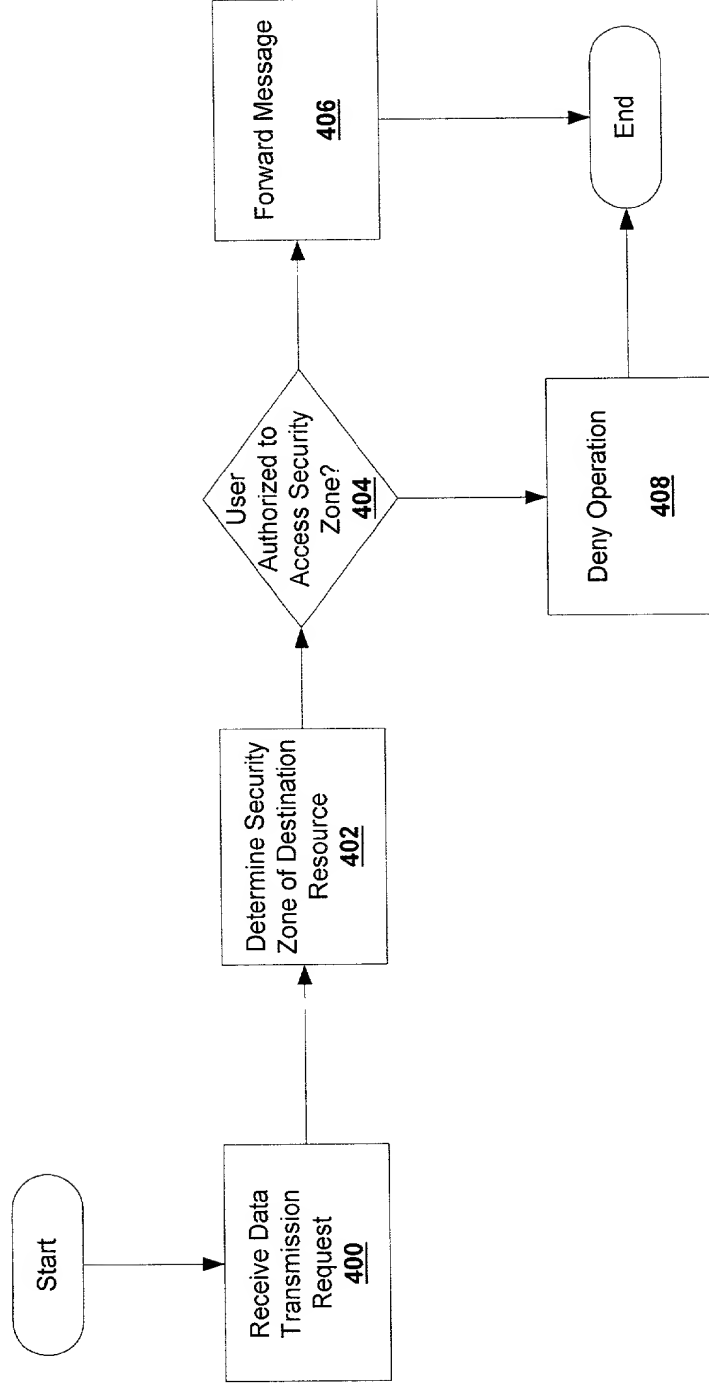 Start
Receive Data
Transmission
Request
400
Determine Security
Zone of Destination
Resource
402
User
Authorized to
Access Security
Zone?
404
Forward Message
406
Deny Operation
408
End